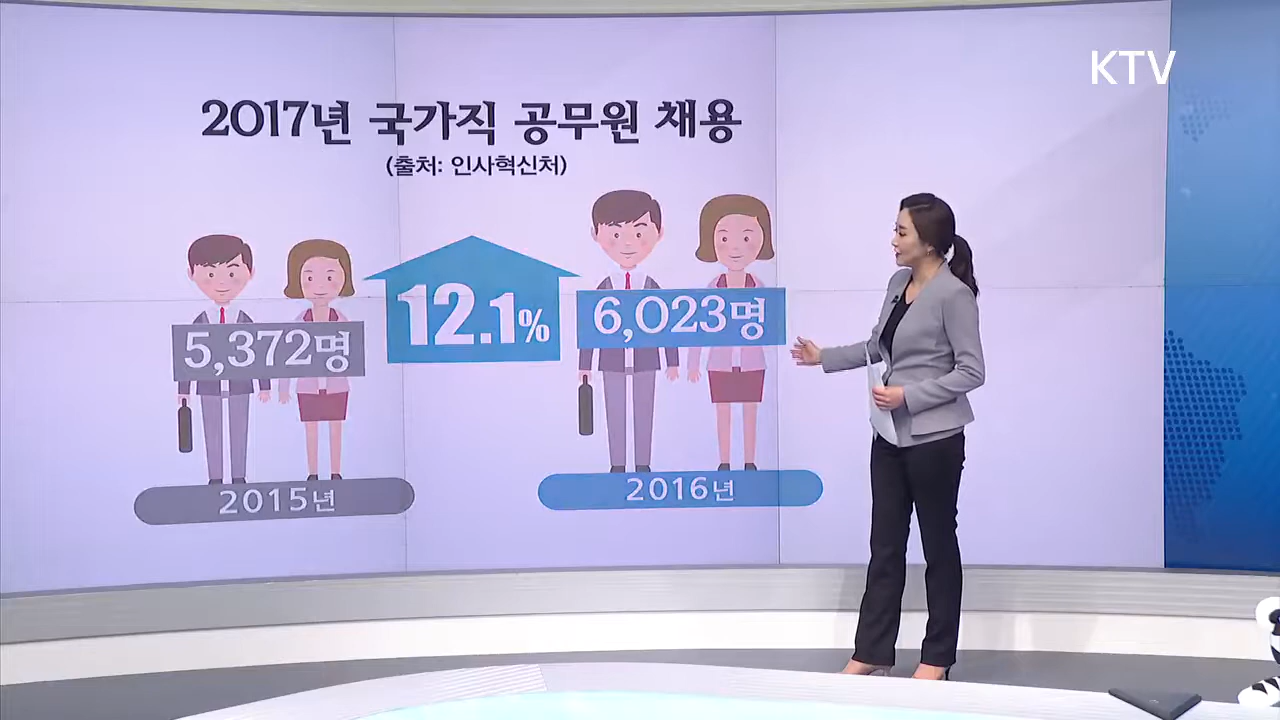 KTV
2017년 국가직 공무원 채용
(출처: 인사혁신처)
5,372명
12.1%
6,023명
2015년
2016년